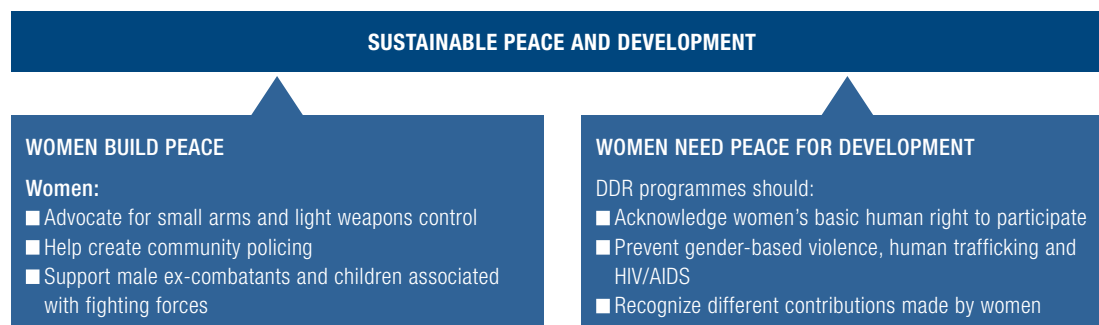 SUSTAINABLE PEACE AND DEVELOPMENT
WOMEN BUILD PEACE
Women:
■ Advocate for small arms and light weapons control
■ Help create community policing
■ Support male ex-combatants and children associated
with fighting forces
WOMEN NEED PEACE FOR DEVELOPMENT
DDR programmes should:
■ Acknowledge women’s basic human right to participate
■ Prevent gender-based violence, human trafficking and
HIV/AIDS
■ Recognize different contributions made by women